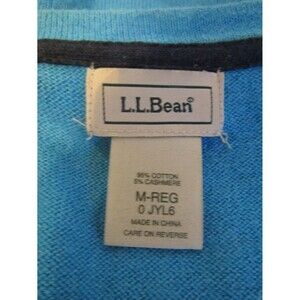 L.L.Bean®
95% COTTON
5% CASHMERE
M-REG
0 JYL6
MADE IN CHINA
CARE ON REVERSE